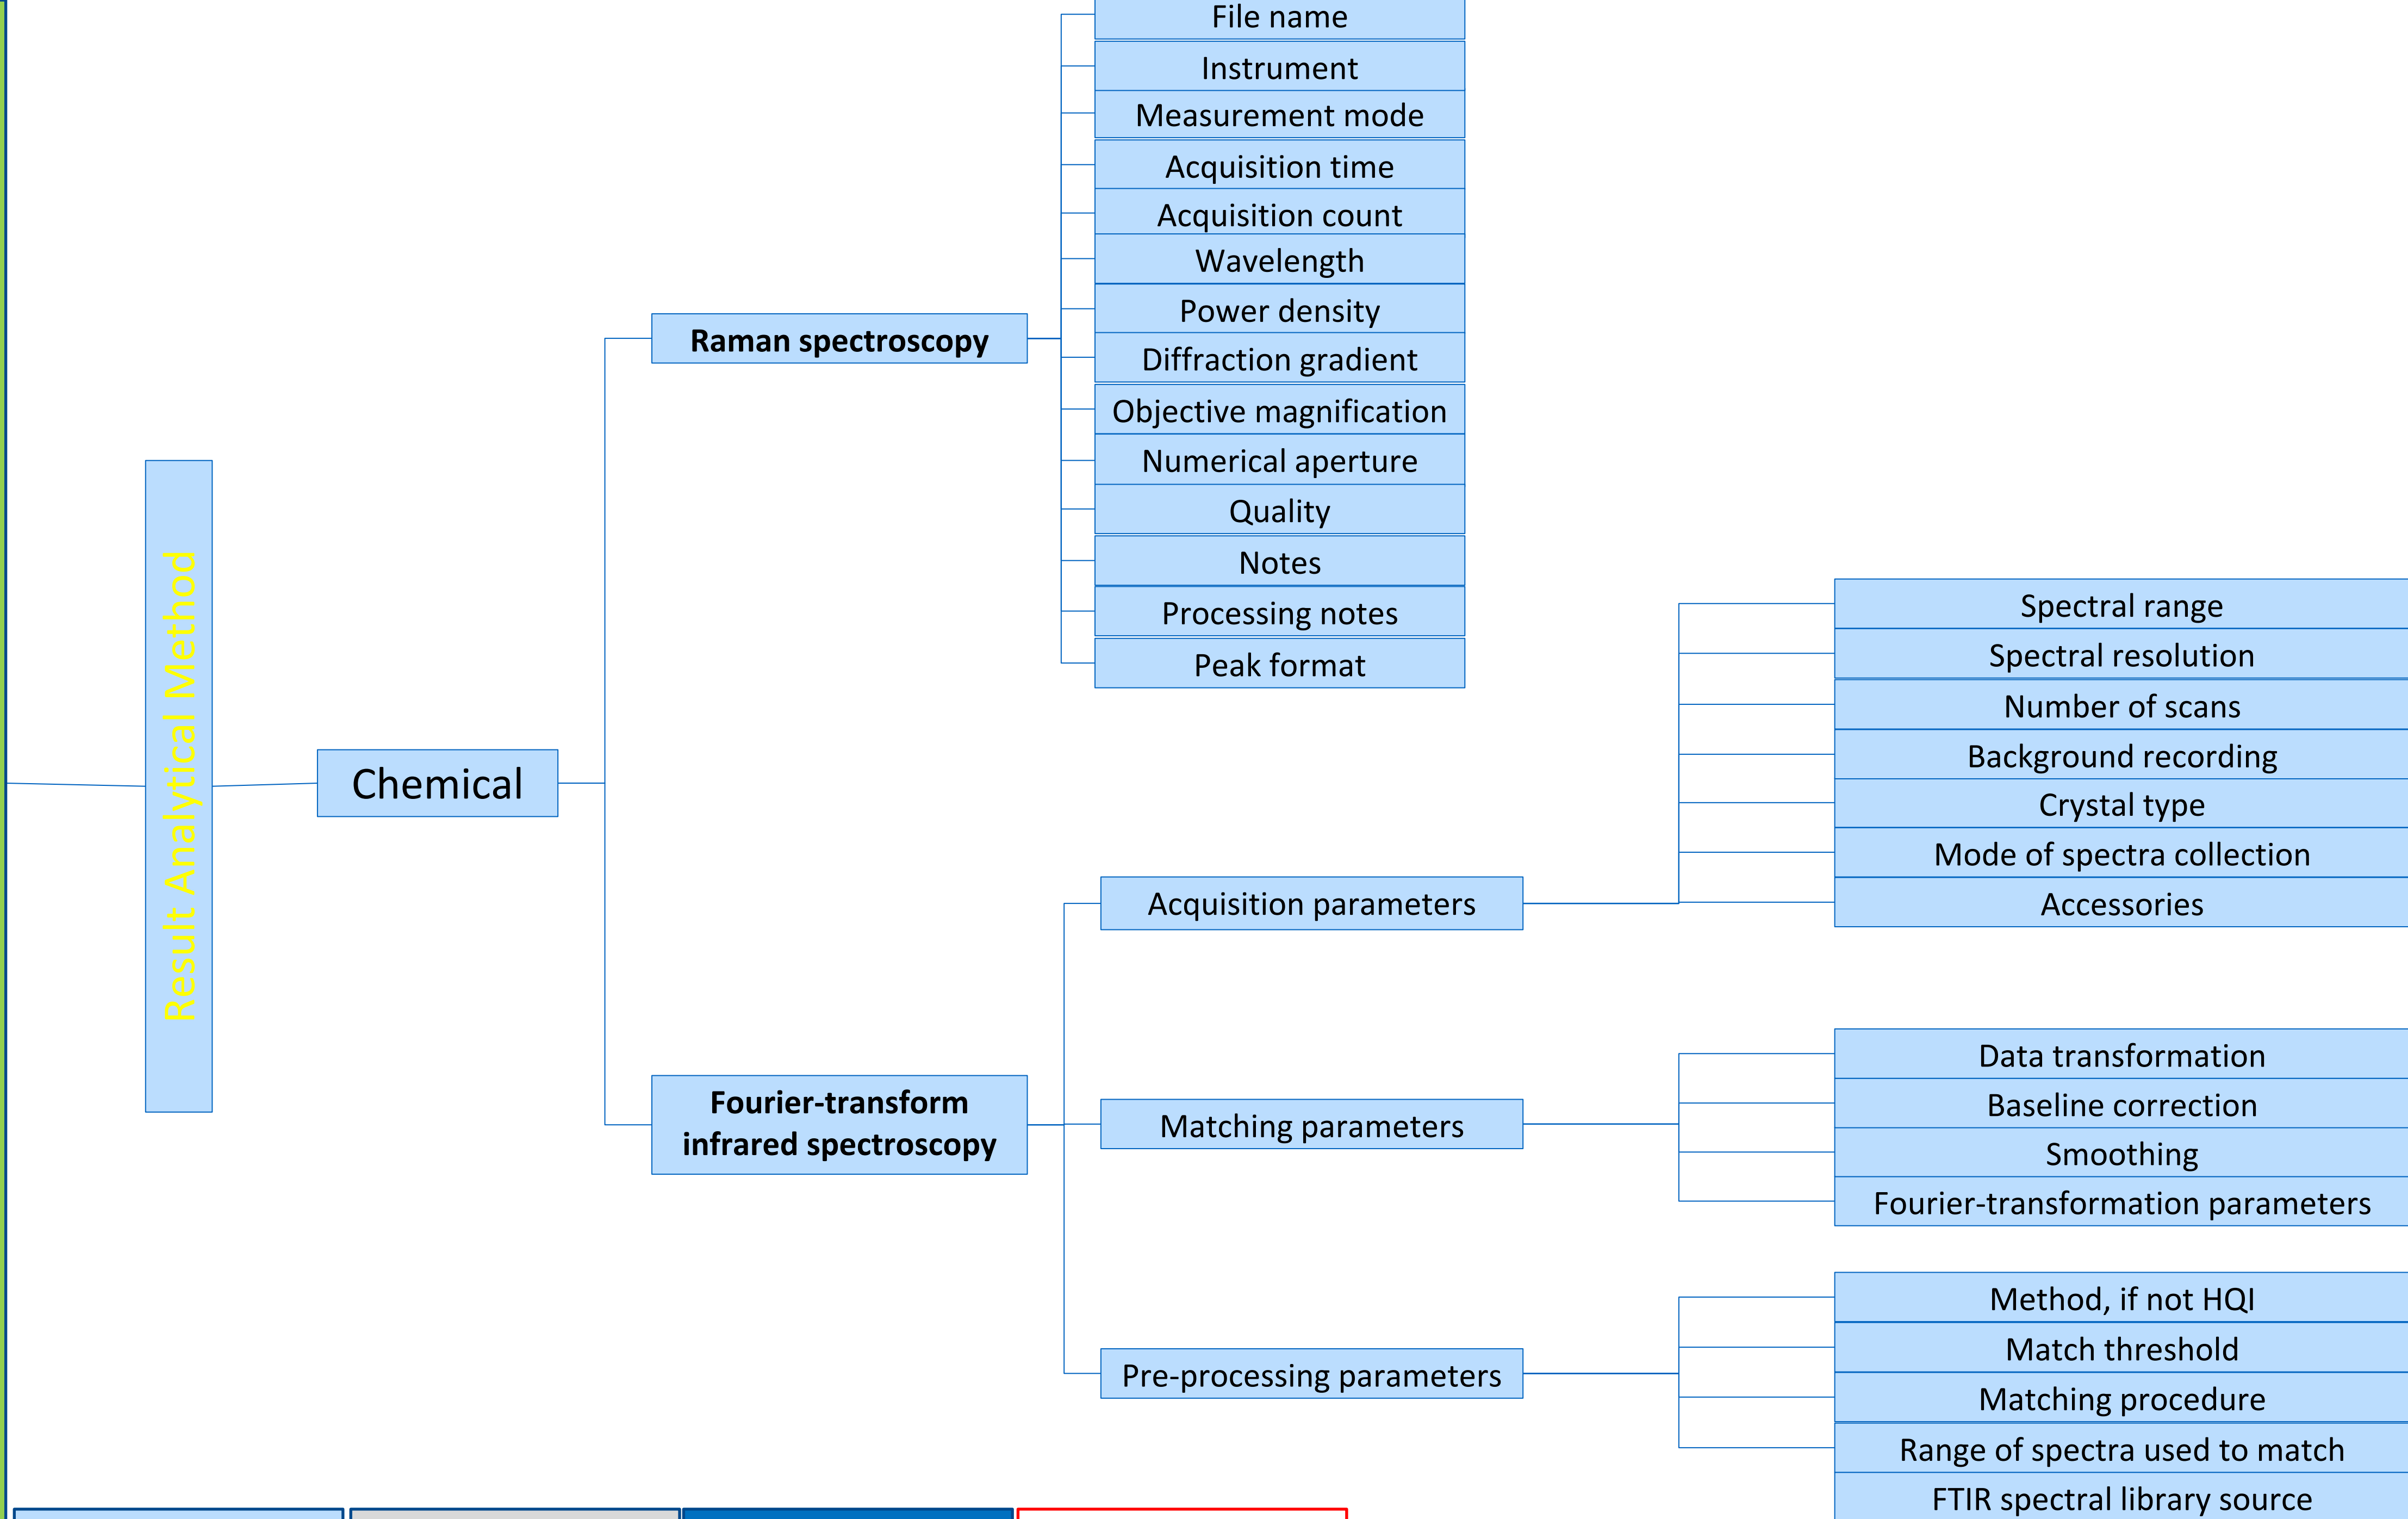 File name
Instrument
Measurement mode
Acquisition time
Acquisition count
Wavelength
Power density
Diffraction gradient
Objective magnification
Numerical aperture
Quality
Notes
Processing notes
Peak format
Raman spectroscopy
Result Analytical Method
Chemical
Fourier-transform
infrared spectroscopy
Acquisition parameters
Matching parameters
Pre-processing parameters
Spectral range
Spectral resolution
Number of scans
Background recording
Crystal type
Mode of spectra collection
Accessories
Data transformation
Baseline correction
Smoothing
Fourier-transformation parameters
Method, if not HQI
Match threshold
Matching procedure
Range of spectra used to match
FTIR spectral library source